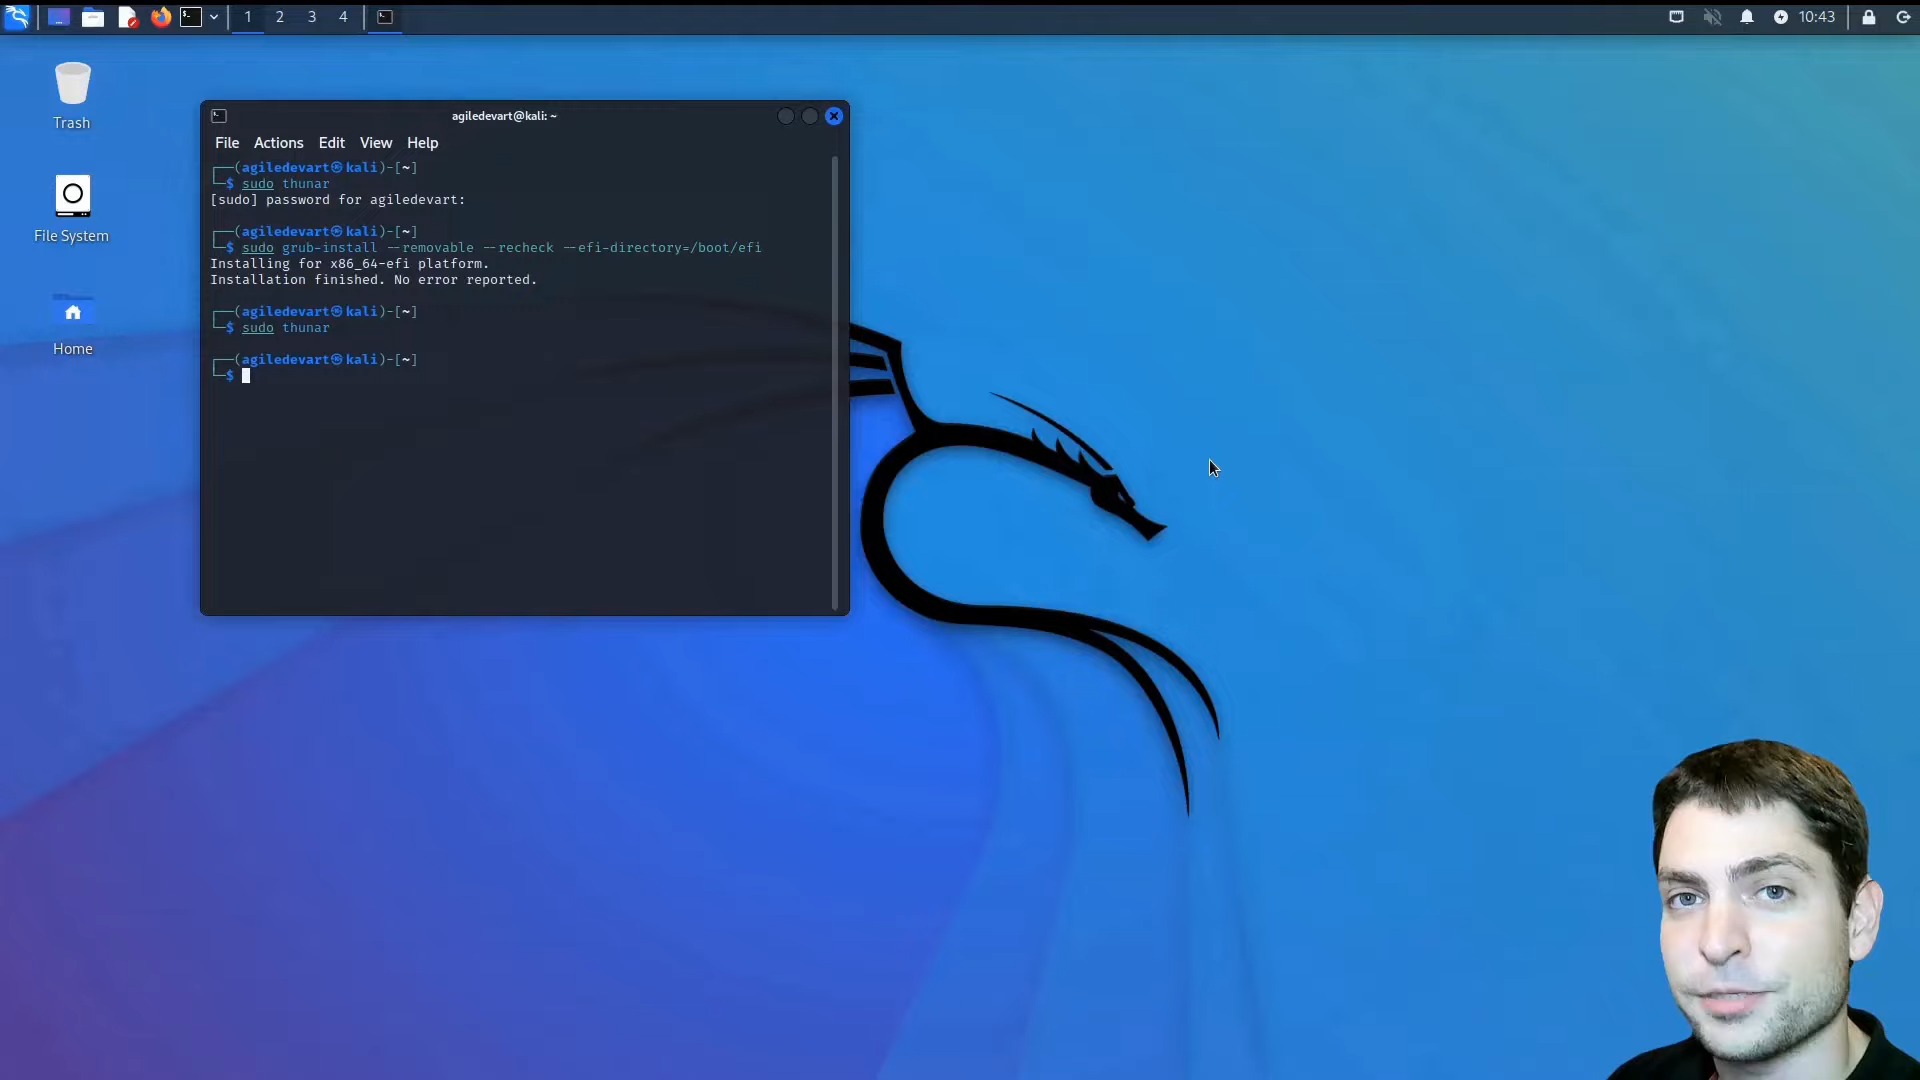 1 2 3 4
10:43
Trash
File System
Home
agiledevart@kali: ~
File Actions Edit View Help
┌──(agiledevart㉿kali)-[~]
└─$ sudo thunar
[sudo] password for agiledevart:
┌──(agiledevart㉿kali)-[~]
└─$ sudo grub-install --removable --recheck --efi-directory=/boot/efi
Installing for x86_64-efi platform.
Installation finished. No error reported.
┌──(agiledevart㉿kali)-[~]
└─$ sudo thunar
┌──(agiledevart㉿kali)-[~]
└─$